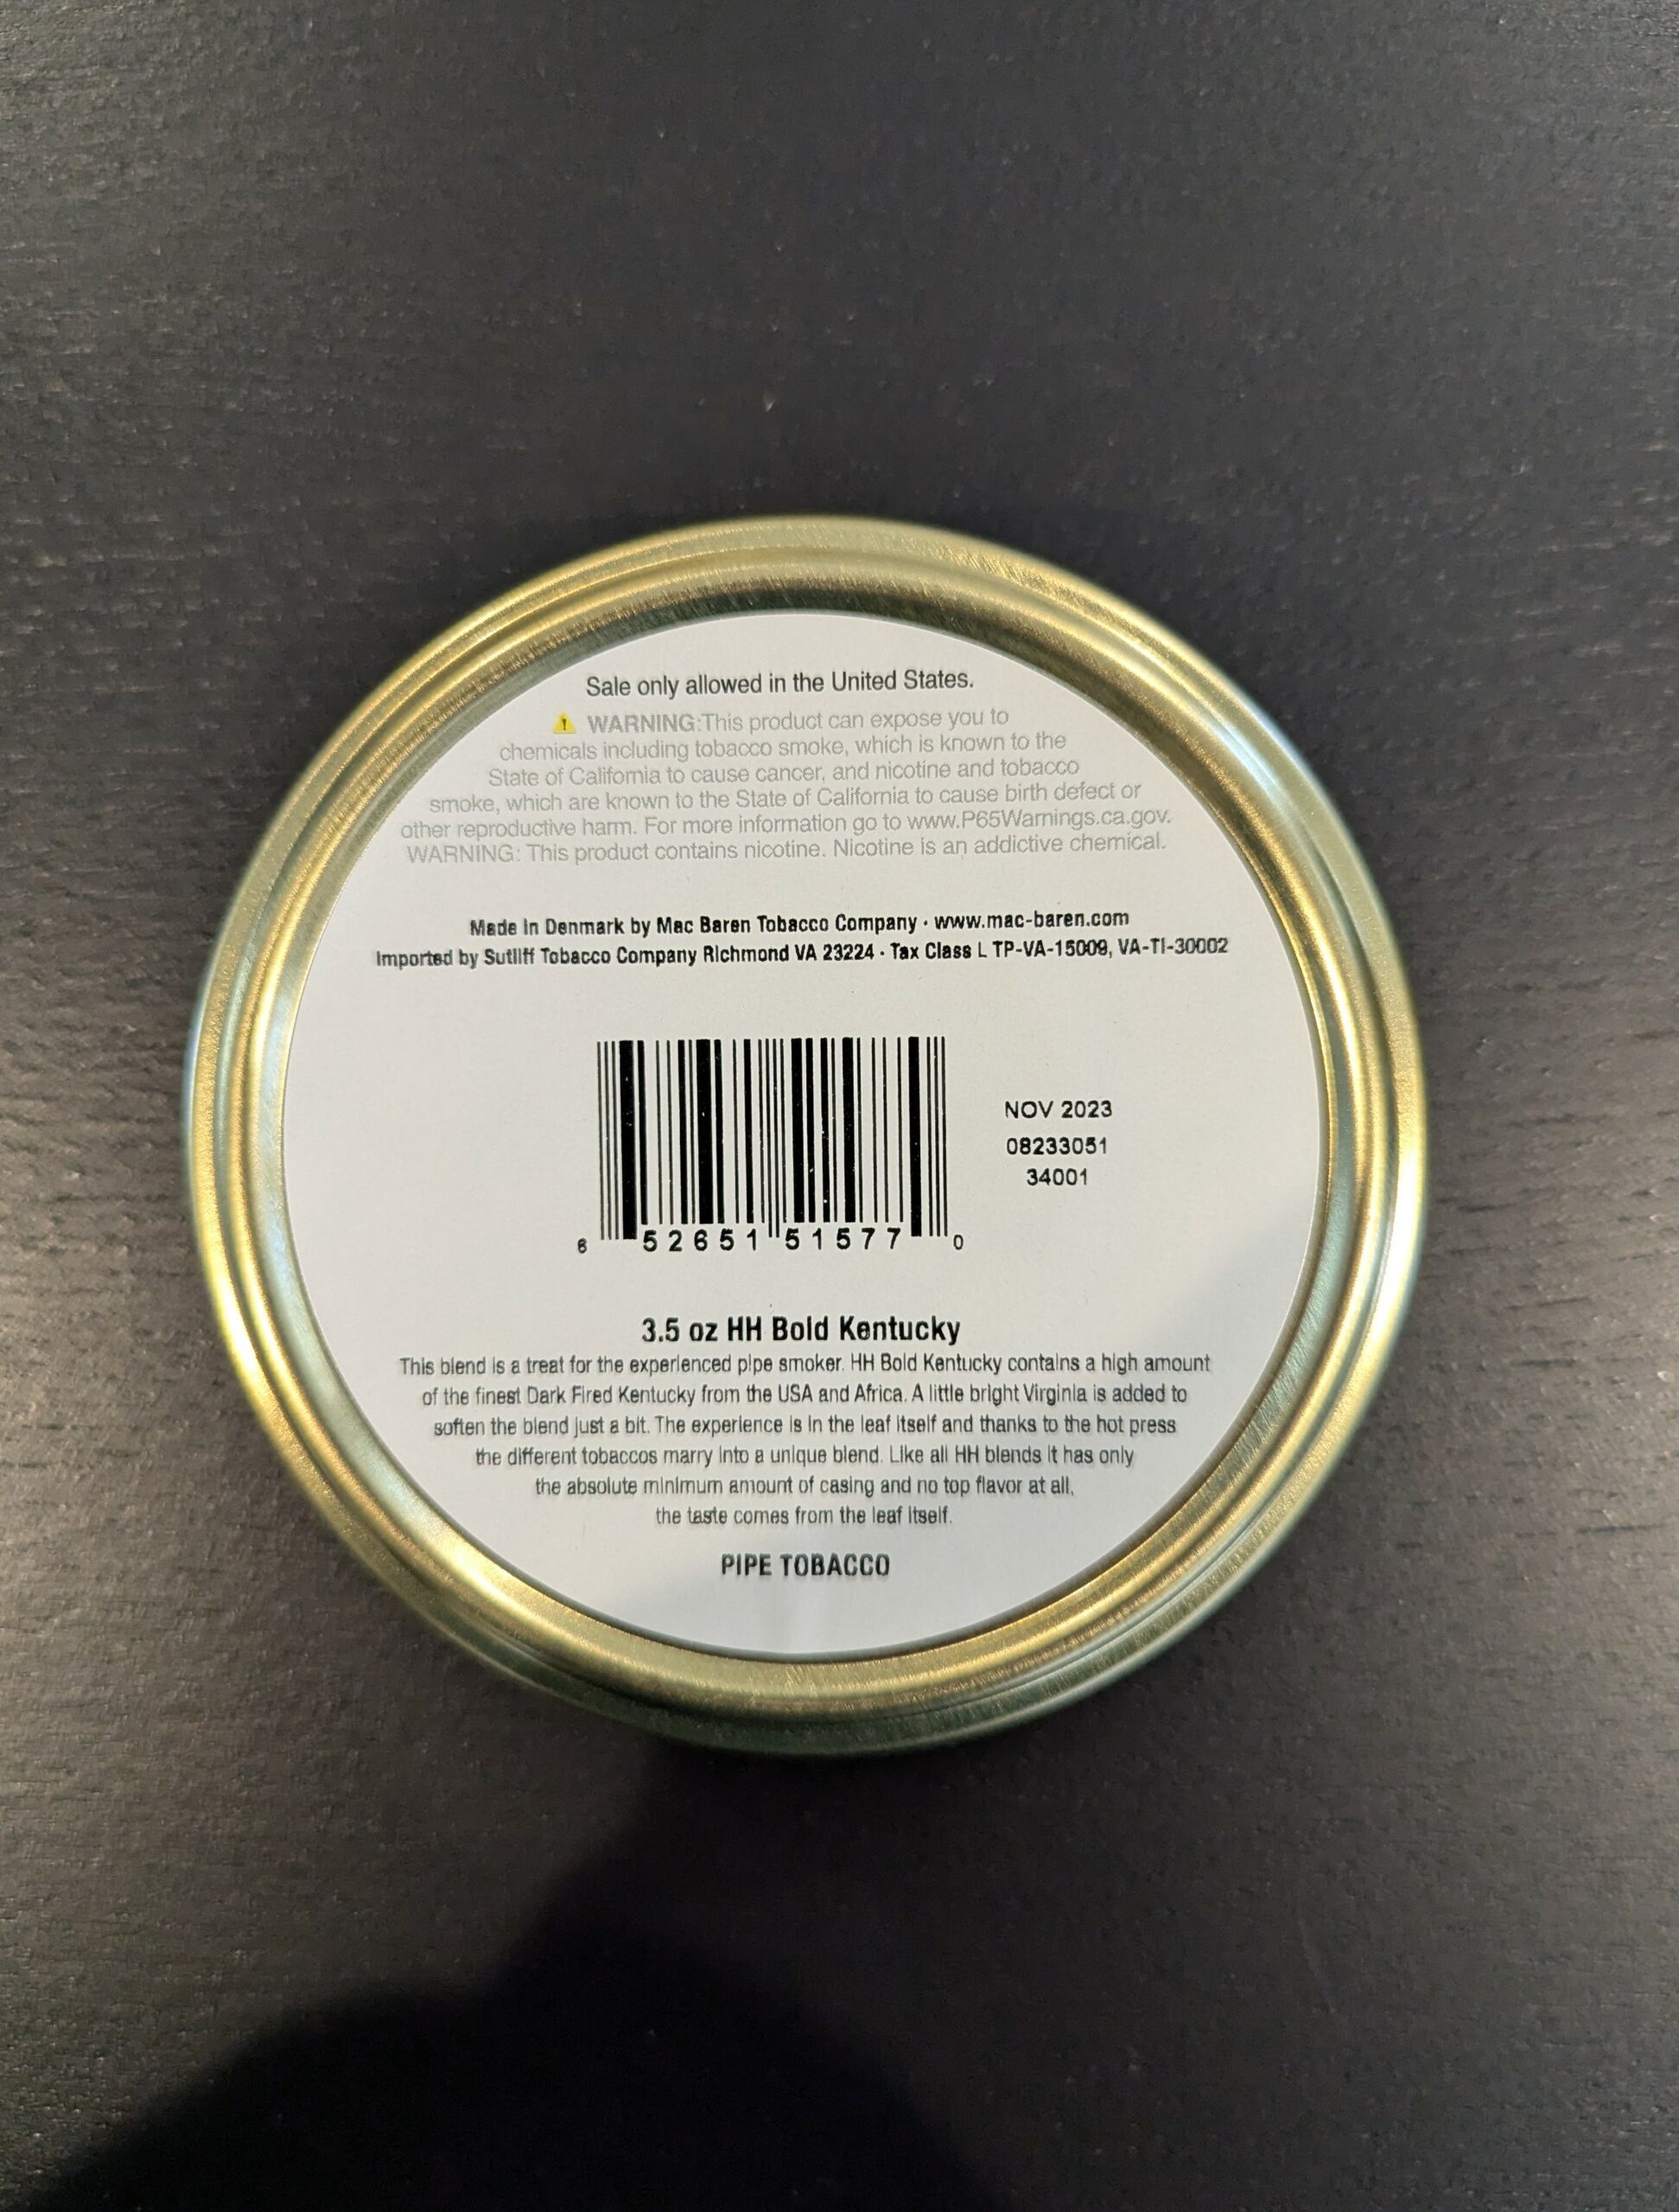 Sale only allowed in the United States.
WARNING:This product can expose you to
chemicals including tobacco smoke, which is known to the
State of California to cause cancer, and nicotine and tobacco
smoke, which are known to the State of California to cause birth defect or
other reproductive harm. For more information go to www.P65Warnings.ca.gov.
WARNING: This product contains nicotine. Nicotine is an addictive chemical.
Made in Denmark by Mac Baren Tobacco Company · www.mac-baren.com
Imported by Sutliff Tobacco Company Richmond VA 23224 · Tax Class L TP-VA-15009, VA-TI-30002
NOV 2023
08233051
34001
6 52651 51577 0
3.5 oz HH Bold Kentucky
This blend is a treat for the experienced pipe smoker. HH Bold Kentucky contains a high amount
of the finest Dark Fired Kentucky from the USA and Africa. A little bright Virginia is added to
soften the blend just a bit. The experience is in the leaf itself and thanks to the hot press
the different tobaccos marry into a unique blend. Like all HH blends it has only
the absolute minimum amount of casing and no top flavor at all,
the taste comes from the leaf itself.
PIPE TOBACCO